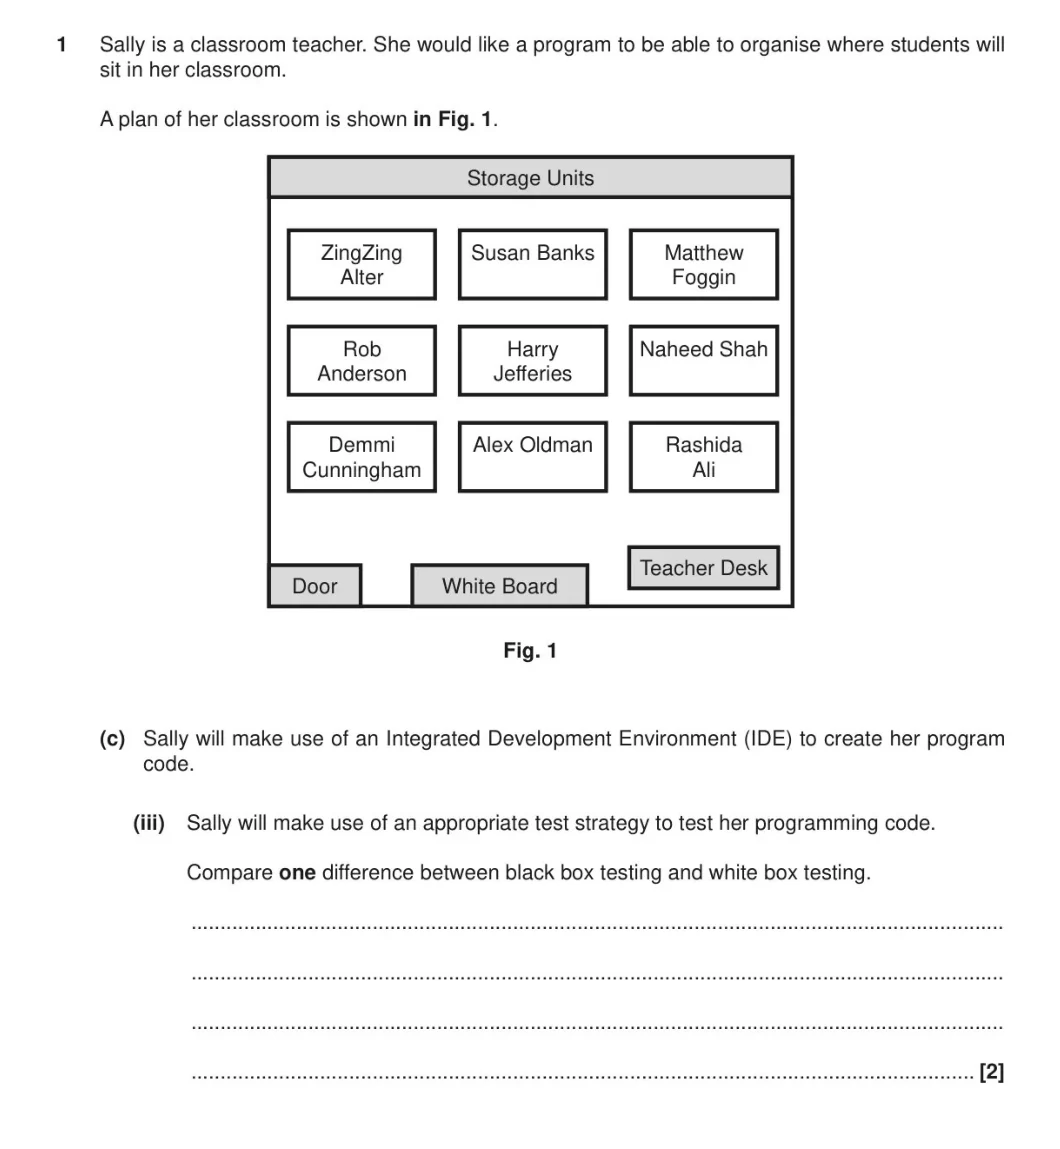 1 Sally is a classroom teacher. She would like a program to be able to organise where students will
sit in her classroom.
A plan of her classroom is shown in Fig. 1.
Storage Units
ZingZing
Alter
Susan Banks
Matthew
Foggin
Rob
Anderson
Harry
Jefferies
Naheed Shah
Demmi
Cunningham
Alex Oldman
Rashida
Ali
Door
White Board
Teacher Desk
Fig. 1
(c) Sally will make use of an Integrated Development Environment (IDE) to create her program
code.
(iii) Sally will make use of an appropriate test strategy to test her programming code.
Compare one difference between black box testing and white box testing.
[2]